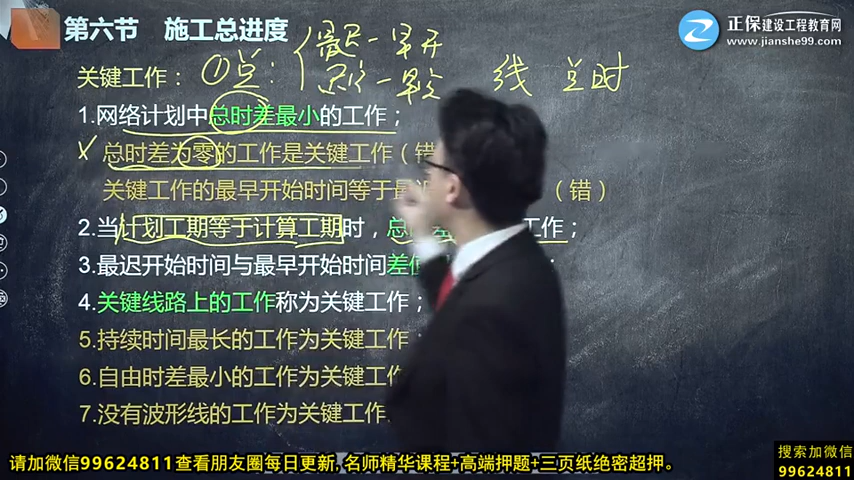 第六节 施工总进度
正保建设工程教育网
www.jianshe99.com
最迟－早开
关键工作：①总：
线 总时
1.网络计划中总时差最小的工作；
✗ 总时差为零的工作是关键工作（错
关键工作的最早开始时间等于最（错）
2.当计划工期等于计算工期时，总工作；
3.最迟开始时间与最早开始时间差
4.关键线路上的工作称为关键工作；
5.持续时间最长的工作为关键工作；
6.自由时差最小的工作为关键工
7.没有波形线的工作为关键工作
请加微信99624811查看朋友圈每日更新,名师精华课程+高端押题+三页纸绝密超押。
搜索加微信
99624811